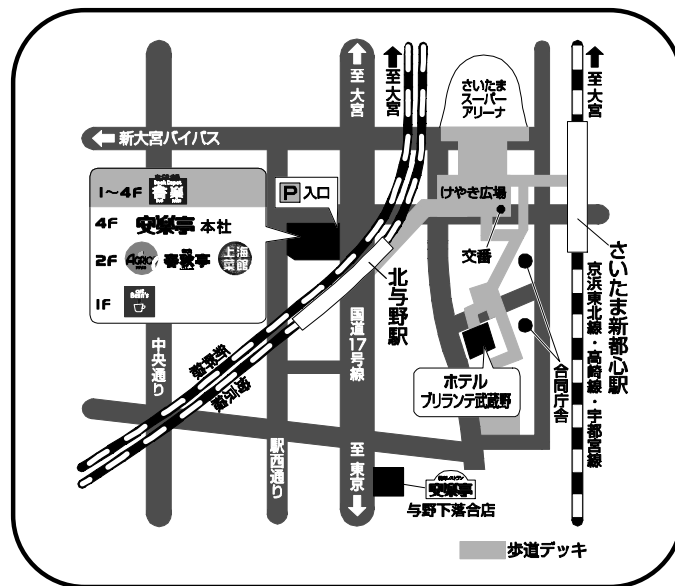 至大宮
至大宮
至大宮
さいたま
スーパー
アリーナ
新大宮バイパス
1〜4F
P 入口
けやき広場
4F 安楽亭 本社
交番
2F AGRICO 春秋亭 上海菜館
1F
北与野駅
さいたま新都心駅
京浜東北線・高崎線・宇都宮線
中央通り
国道17号線
新幹線
埼京線
ホテル
ブリランテ武蔵野
合同庁舎
駅西通り
至東京
安楽亭
与野下落合店
歩道デッキ